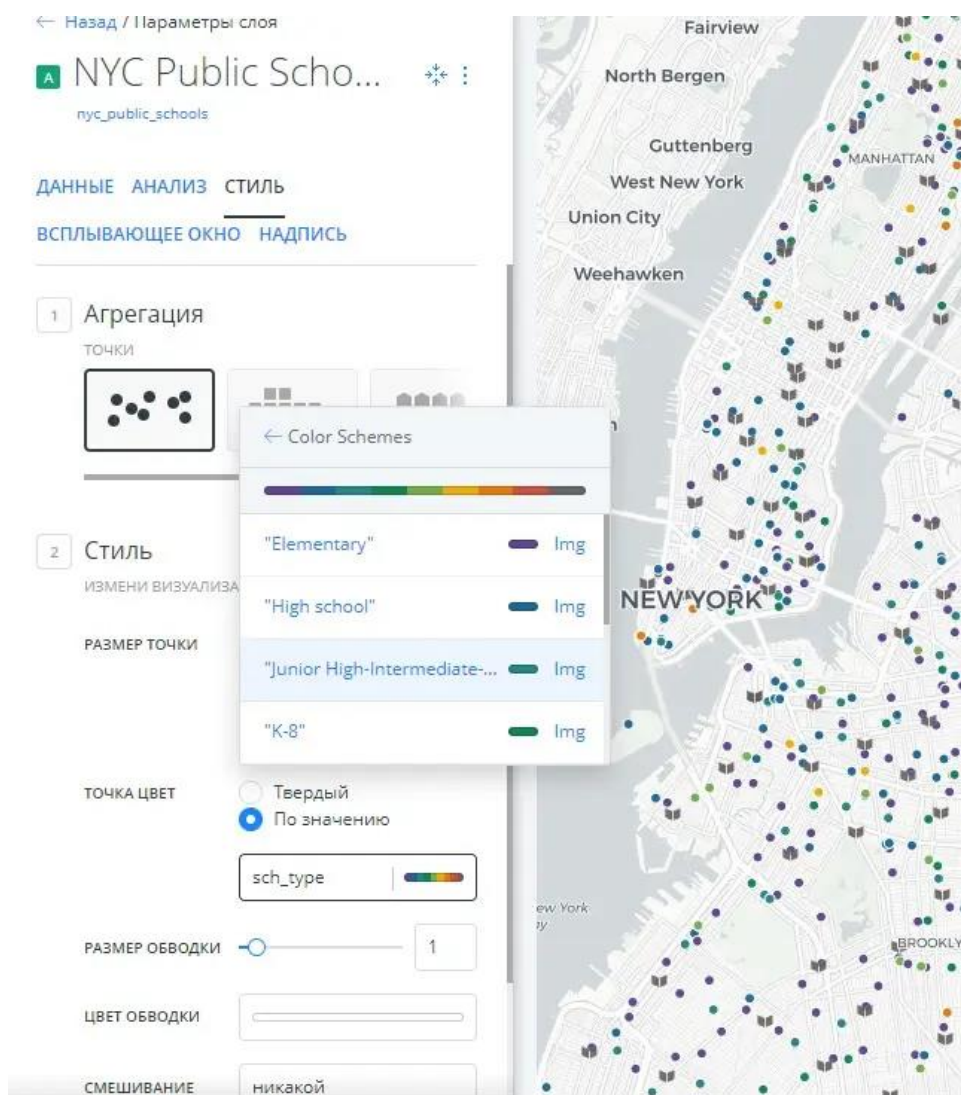 ← Назад / Параметры слоя
A NYC Public Scho...
nyc_public_schools
ДАННЫЕ АНАЛИЗ СТИЛЬ
ВСПЛЫВАЮЩЕЕ ОКНО НАДПИСЬ
1 Агрегация
ТОЧКИ
← Color Schemes
"Elementary" Img
"High school" Img
"Junior High-Intermediate-... Img
"K-8" Img
2 Стиль
ИЗМЕНИ ВИЗУАЛИЗА
РАЗМЕР ТОЧКИ
ТОЧКА ЦВЕТ
Твердый
По значению
sch_type
РАЗМЕР ОБВОДКИ 1
ЦВЕТ ОБВОДКИ
СМЕШИВАНИЕ никакой
Fairview
North Bergen
Guttenberg
MANHATTAN
West New York
Union City
Weehawken
NEW YORK
ew York
ay
BROOKLY